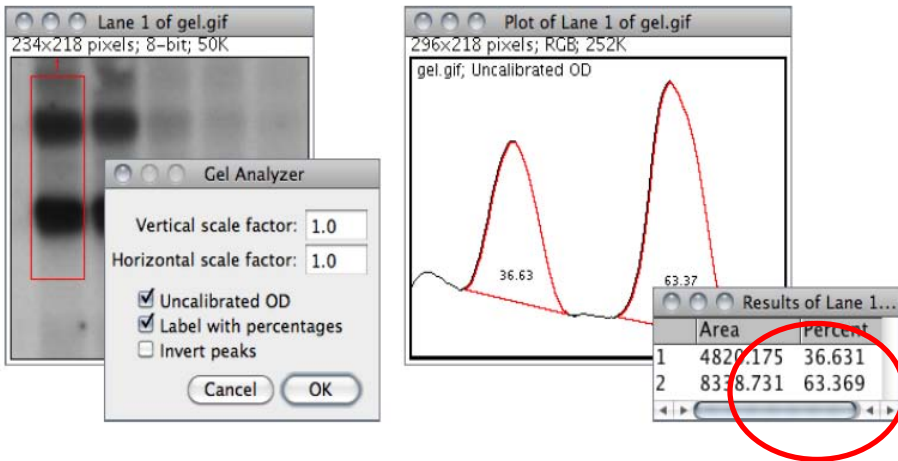 Lane 1 of gel.gif
234x218 pixels; 8-bit; 50K
1
Gel Analyzer
Vertical scale factor: 1.0
Horizontal scale factor: 1.0
Uncalibrated OD
Label with percentages
Invert peaks
Cancel OK
Plot of Lane 1 of gel.gif
296x218 pixels; RGB; 252K
gel.gif; Uncalibrated OD
36.63
63.37
Results of Lane 1...
Area Percent
1 4820.175 36.631
2 8338.731 63.369